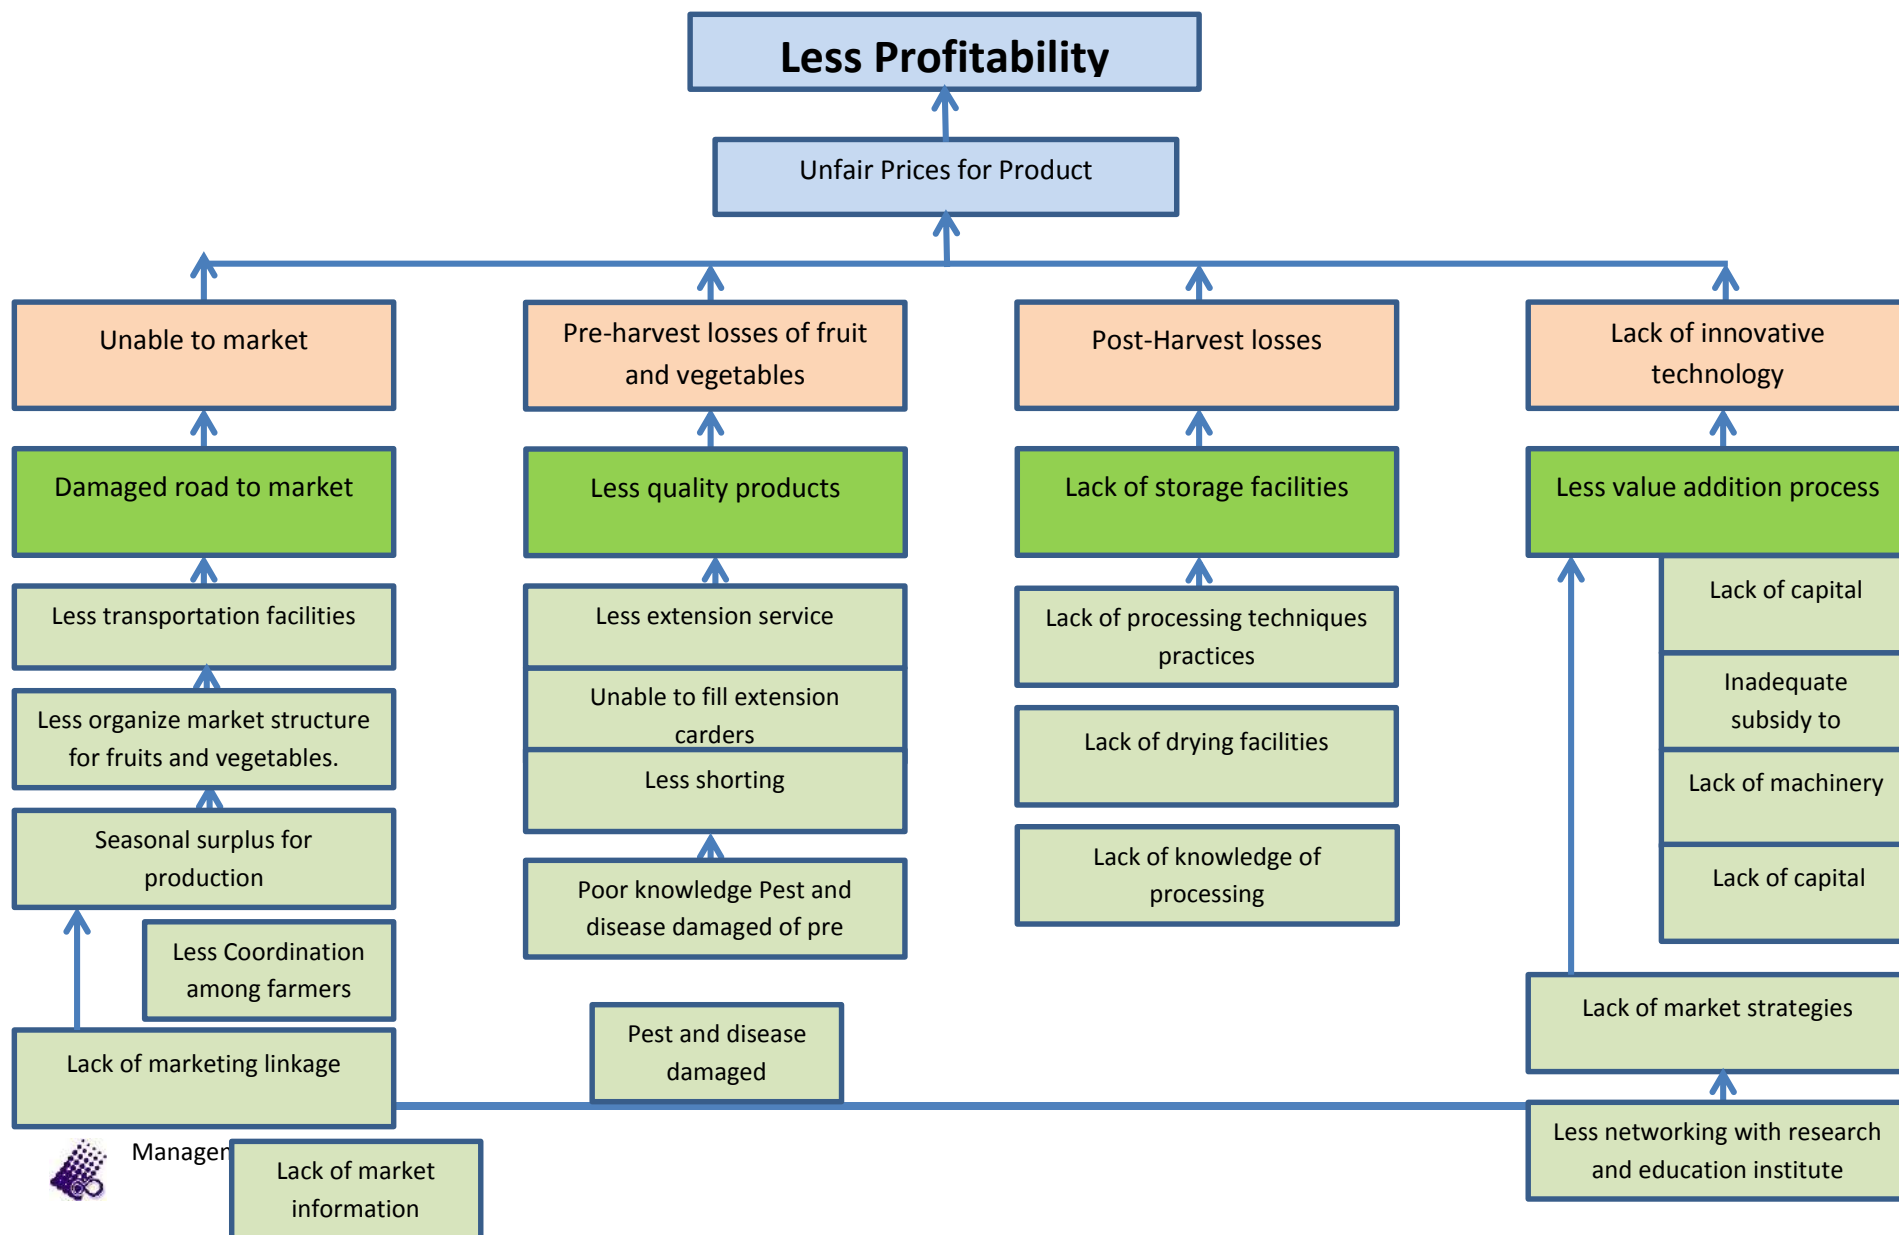 Less Profitability
Unfair Prices for Product
Unable to market
Pre-harvest losses of fruit
and vegetables
Post-Harvest losses
Lack of innovative
technology
Damaged road to market
Less quality products
Lack of storage facilities
Less value addition process
Less transportation facilities
Less organize market structure
for fruits and vegetables.
Seasonal surplus for
production
Less Coordination
among farmers
Lack of marketing linkage
Less extension service
Unable to fill extension
carders
Less shorting
Poor knowledge Pest and
disease damaged of pre
Pest and disease
damaged
Lack of processing techniques
practices
Lack of drying facilities
Lack of knowledge of
processing
Lack of capital
Inadequate
subsidy to
Lack of machinery
Lack of capital
Lack of market strategies
Less networking with research
and education institute
Lack of market
information